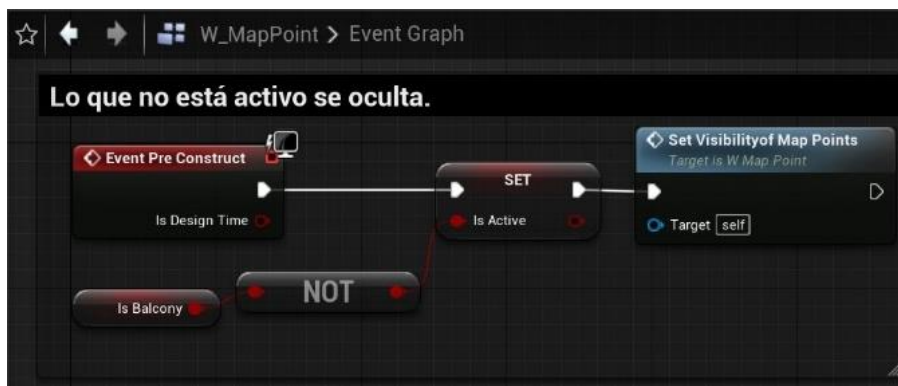 W_MapPoint > Event Graph
Lo que no está activo se oculta.
Event Pre Construct
Is Design Time
SET
Is Active
Set Visibilityof Map Points
Target is W Map Point
Target self
Is Balcony
NOT